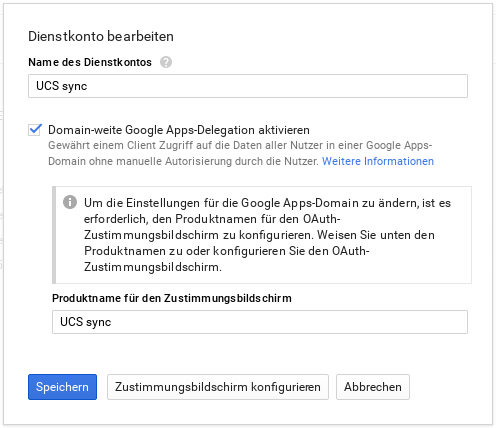 Dienstkonto bearbeiten
Name des Dienstkontos ?
UCS sync
Domain-weite Google Apps-Delegation aktivieren
Gewährt einem Client Zugriff auf die Daten aller Nutzer in einer Google Apps-
Domain ohne manuelle Autorisierung durch die Nutzer. Weitere Informationen
Um die Einstellungen für die Google Apps-Domain zu ändern, ist es
erforderlich, den Produktnamen für den OAuth-
Zustimmungsbildschirm zu konfigurieren. Weisen Sie unten den
Produktnamen zu oder konfigurieren Sie den OAuth-
Zustimmungsbildschirm.
Produktname für den Zustimmungsbildschirm
UCS sync
Speichern Zustimmungsbildschirm konfigurieren Abbrechen